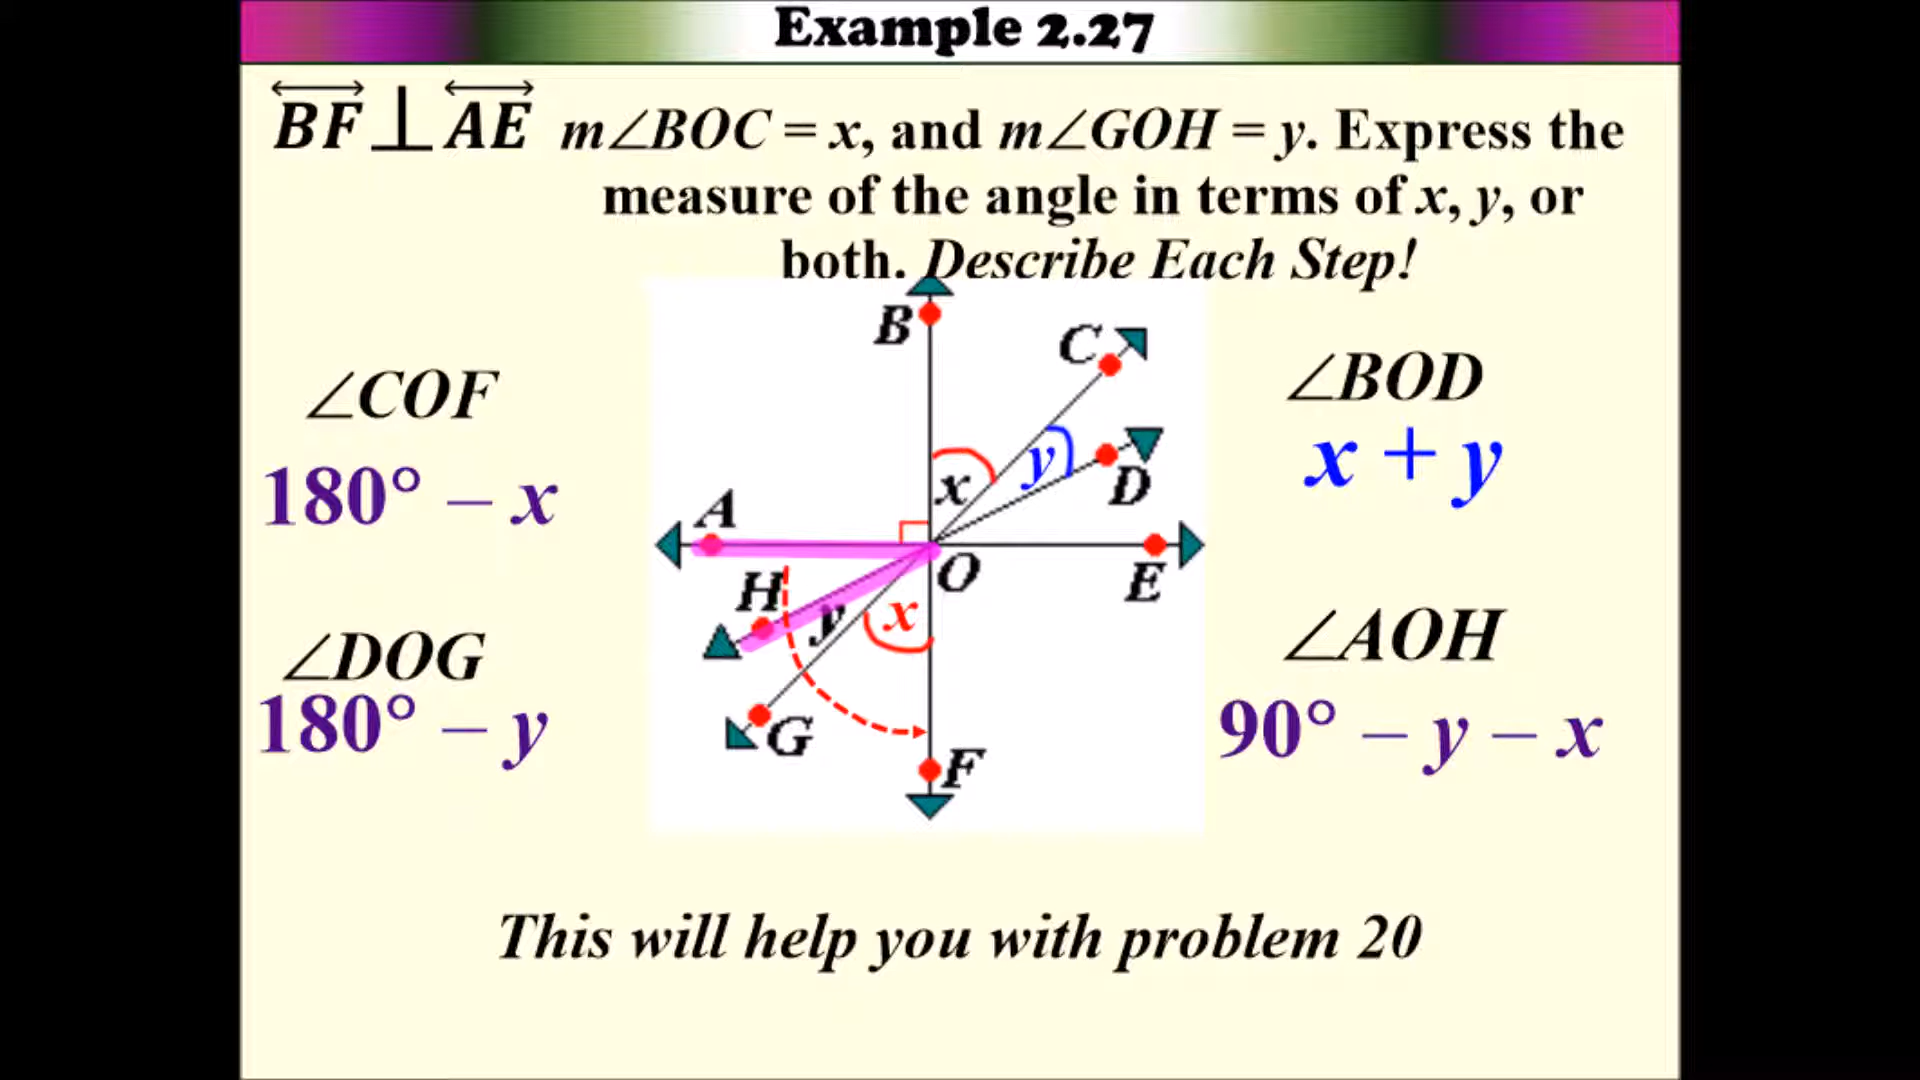 Example 2.27
BF ⊥ AE m∠BOC = x, and m∠GOH = y. Express the
measure of the angle in terms of x, y, or
both. Describe Each Step!
∠COF
180° – x
∠DOG
180° – y
B
C
x
y
D
A
O
E
H
y
x
G
F
∠BOD
x + y
∠AOH
90° – y – x
This will help you with problem 20